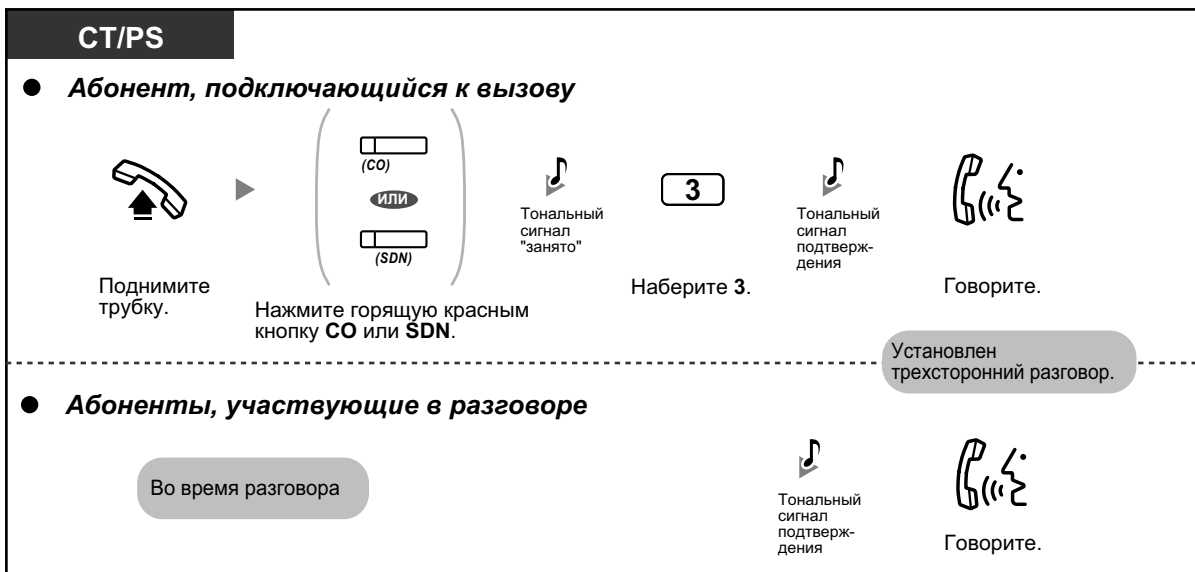 CT/PS
● Абонент, подключающийся к вызову
(CO)
или
(SDN)
Тональный
сигнал
"занято"
3
Тональный
сигнал
подтверж-
дения
Поднимите
трубку.
Нажмите горящую красным
кнопку CO или SDN.
Наберите 3.
Говорите.
Установлен
трехсторонний разговор.
● Абоненты, участвующие в разговоре
Во время разговора
Тональный
сигнал
подтверж-
дения
Говорите.